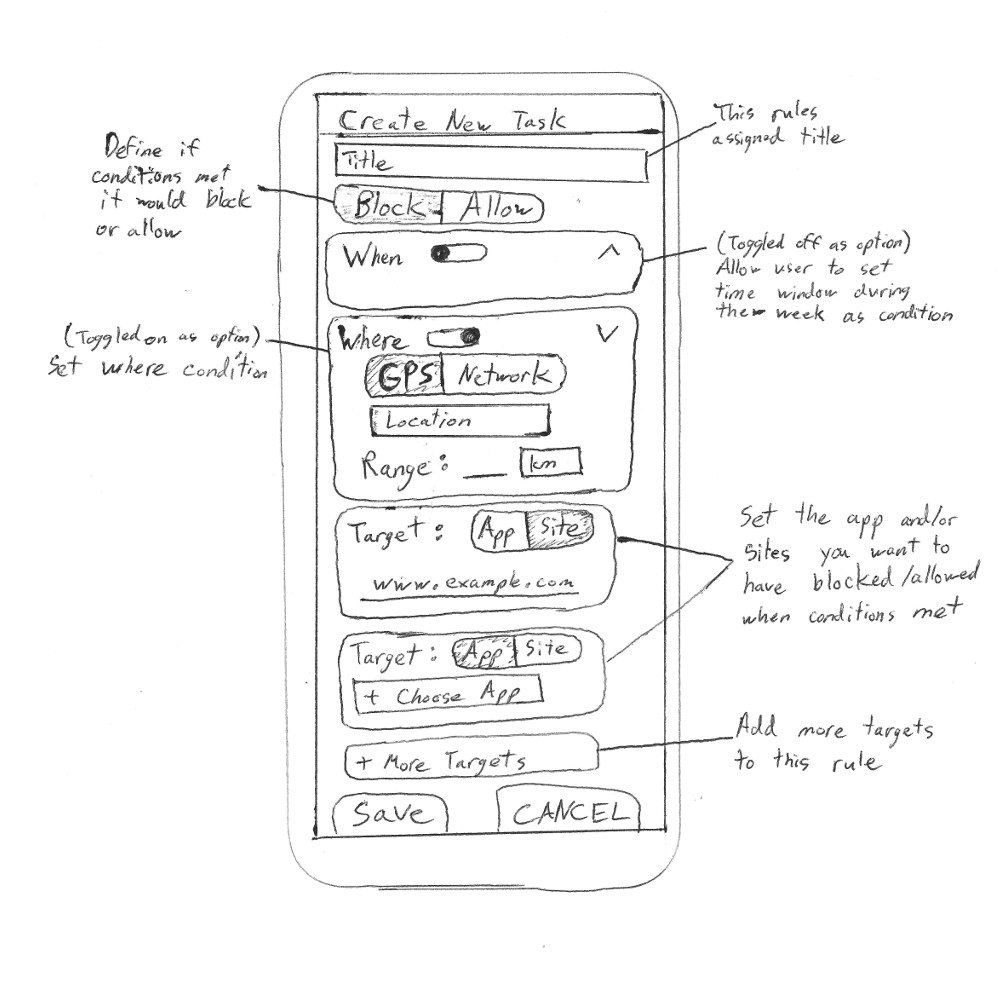 Create New Task
Title
Block Allow
When
Where
GPS Network
Location
Range: __ km
Target: App Site
www.example.com
Target: App Site
+ Choose App
+ More Targets
Save CANCEL
Define if
conditions met
it would block
or allow
(Toggled on as option)
Set where condition
This rules
assigned title
(Toggled off as option)
Allow user to set
time window during
the week as condition
Set the app and/or
sites you want to
have blocked/allowed
when conditions met
Add more targets
to this rule